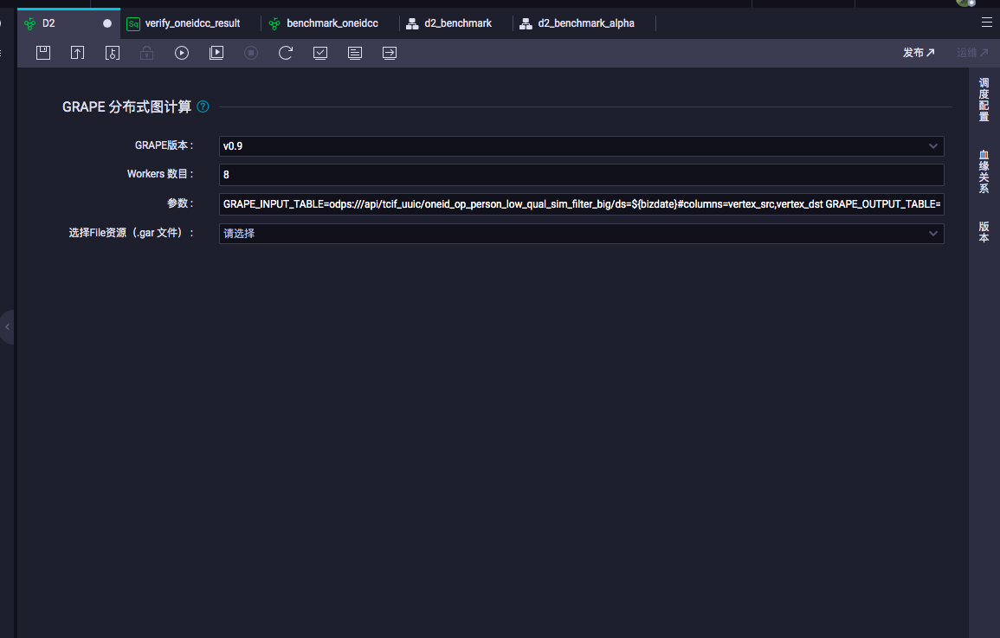 D2 Sq verify_oneidcc_result benchmark_oneidcc d2_benchmark d2_benchmark_alpha
发布 运维
GRAPE 分布式图计算 ?
GRAPE版本： v0.9
Workers 数目： 8
参数： GRAPE_INPUT_TABLE=odps:///api/tcif_uuic/oneid_op_person_low_qual_sim_filter_big/ds=${bizdate}#columns=vertex_src,vertex_dst GRAPE_OUTPUT_TABLE=
选择File资源（.gar 文件）： 请选择
调度配置
血缘关系
版本